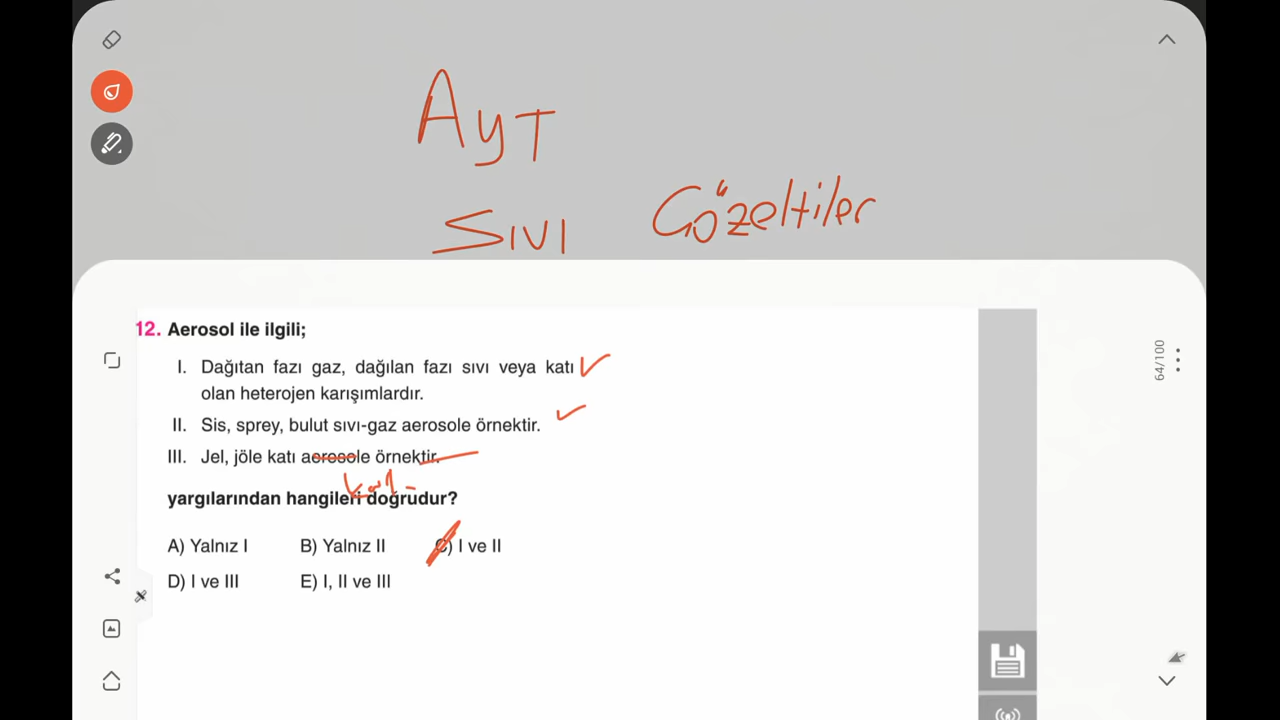 AYT
SIVI Çözeltiler
12. Aerosol ile ilgili;
I. Dağıtan fazı gaz, dağılan fazı sıvı veya katı
olan heterojen karışımlardır.
II. Sis, sprey, bulut sıvı-gaz aerosole örnektir.
III. Jel, jöle katı aerosole örnektir.
yargılarından hangileri doğrudur?
A) Yalnız I B) Yalnız II C) I ve II
D) I ve III E) I, II ve III
64/100